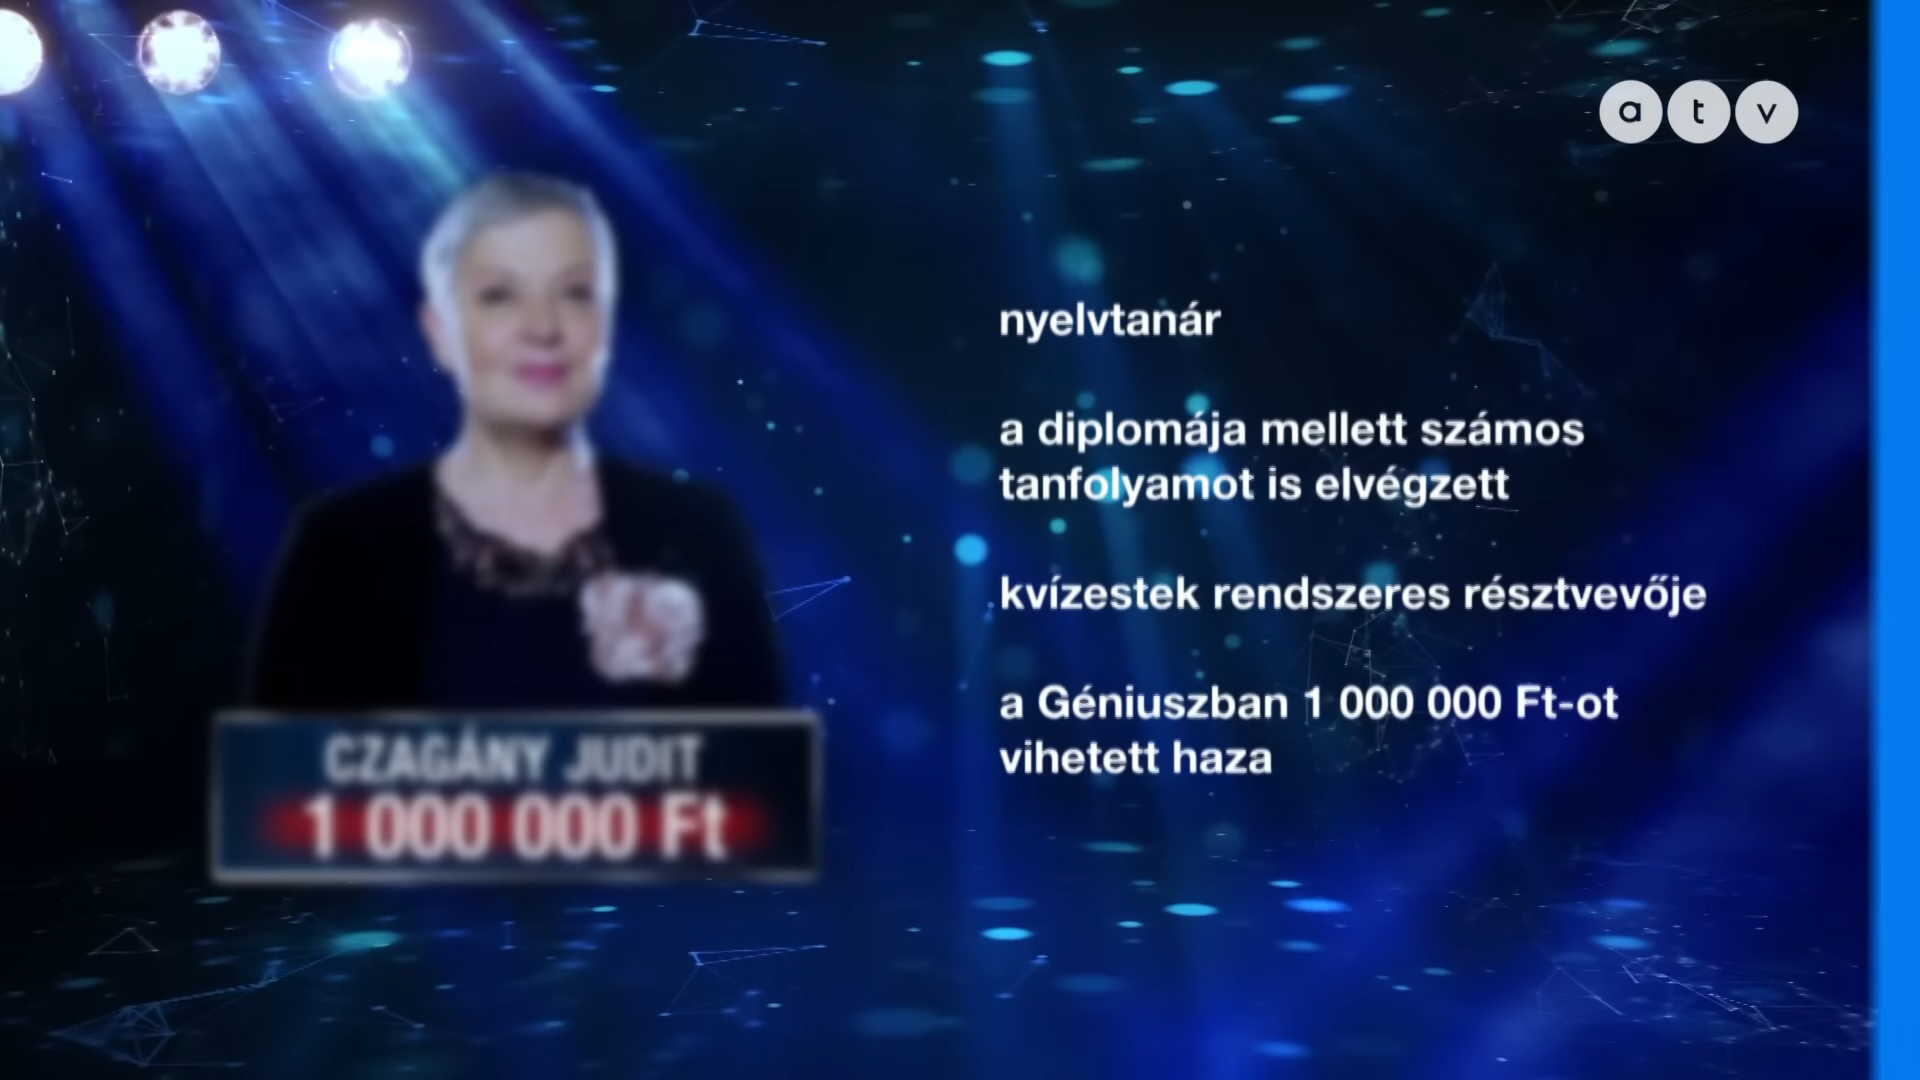 atv
nyelvtanár
a diplomája mellett számos
tanfolyamot is elvégzett
kvízestek rendszeres résztvevője
a Géniuszban 1 000 000 Ft-ot
vihetett haza
CZAGÁNY JUDIT
1 000 000 Ft